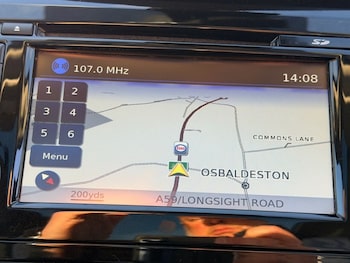 SD
107.0 MHz
14:08
1 2
3 4
5 6
COMMONS LANE
Menu
OSBALDESTON
200yds
A59/LONGSIGHT ROAD